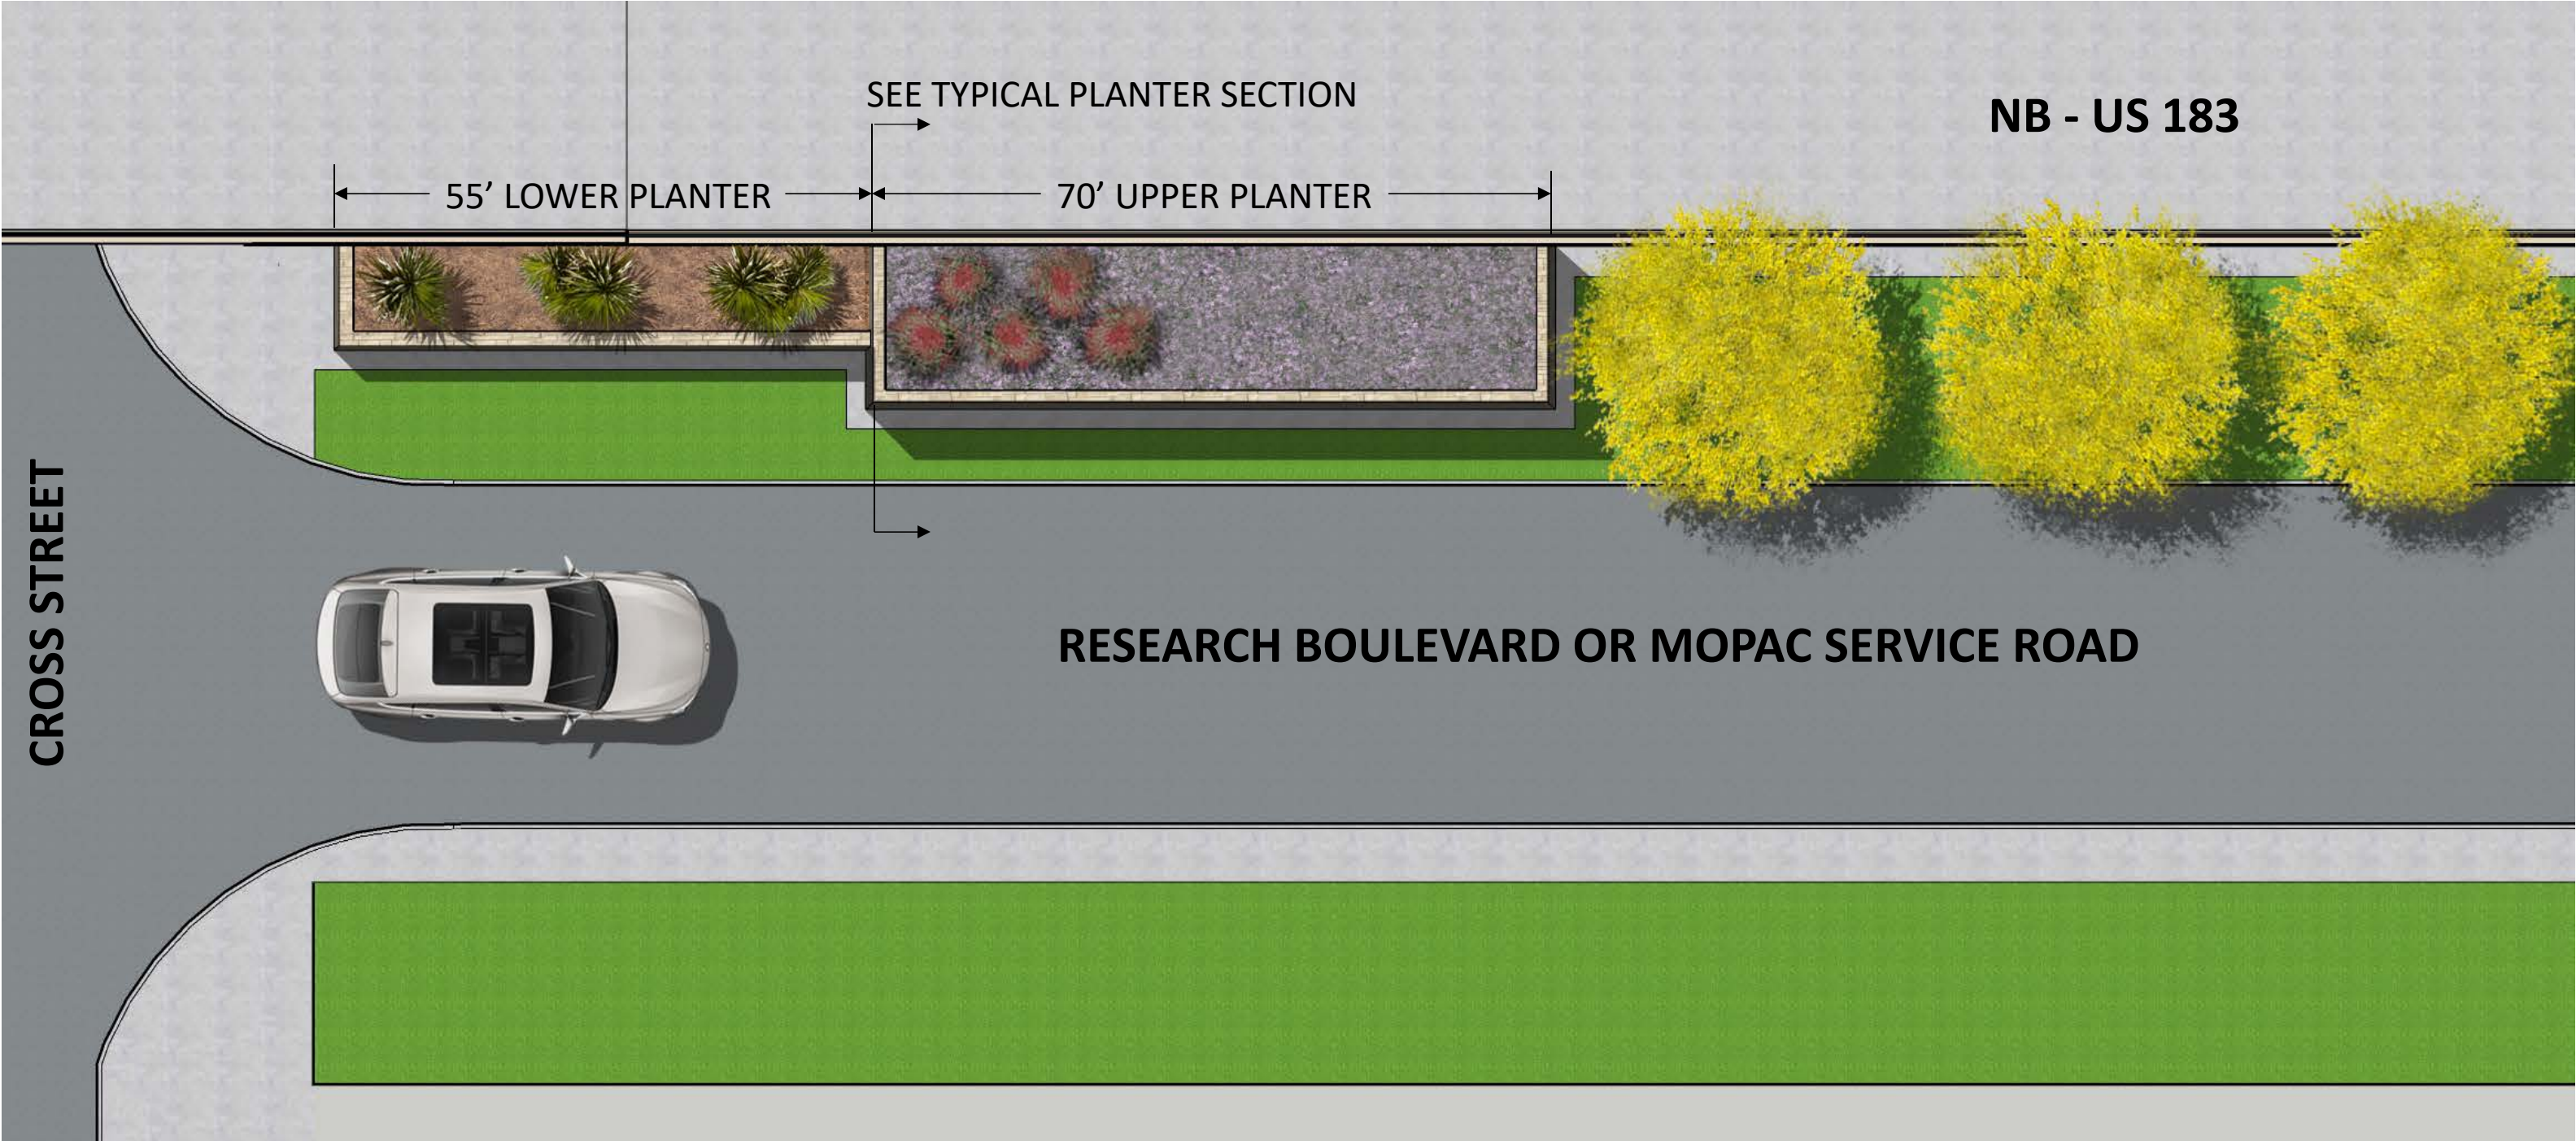 SEE TYPICAL PLANTER SECTION
NB - US 183
55’ LOWER PLANTER
70’ UPPER PLANTER
CROSS STREET
RESEARCH BOULEVARD OR MOPAC SERVICE ROAD